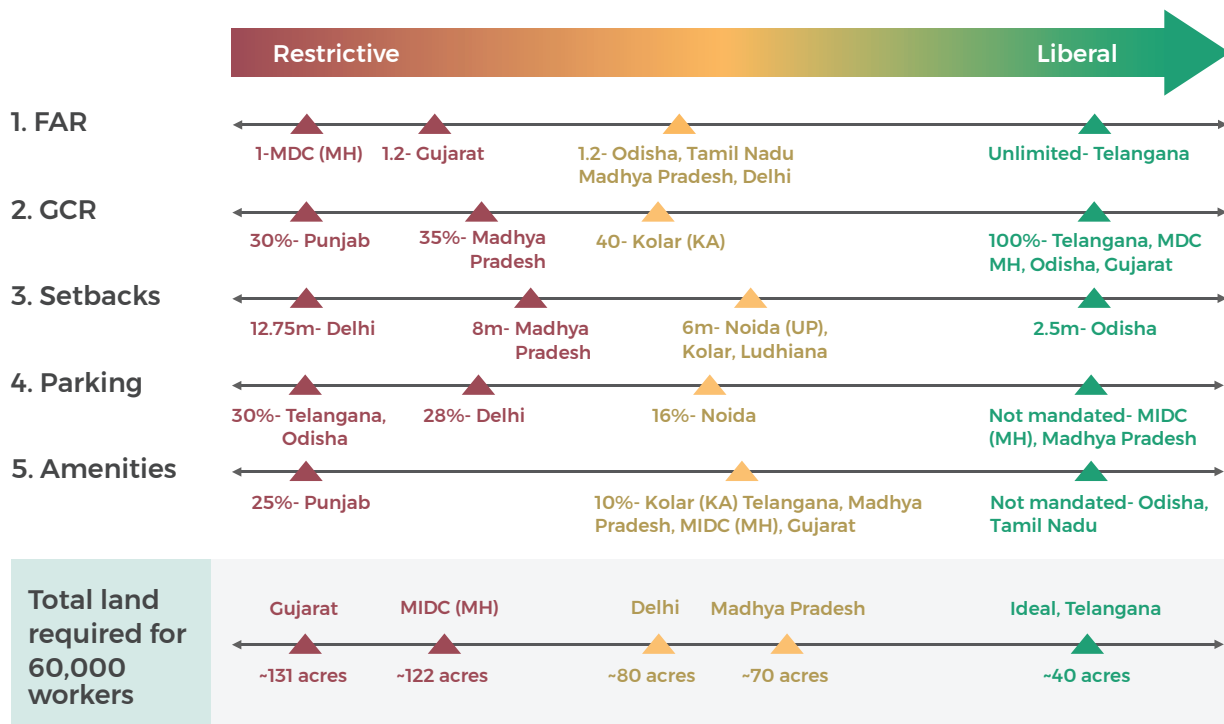 Restrictive
Liberal
1. FAR
1-MDC (MH)
1.2- Gujarat
1.2- Odisha, Tamil Nadu
Madhya Pradesh, Delhi
Unlimited- Telangana
2. GCR
30%- Punjab
35%- Madhya
Pradesh
40- Kolar (KA)
100%- Telangana, MDC
MH, Odisha, Gujarat
3. Setbacks
12.75m- Delhi
8m- Madhya
Pradesh
6m- Noida (UP),
Kolar, Ludhiana
2.5m- Odisha
4. Parking
30%- Telangana,
Odisha
28%- Delhi
16%- Noida
Not mandated- MIDC
(MH), Madhya Pradesh
5. Amenities
25%- Punjab
10%- Kolar (KA) Telangana, Madhya
Pradesh, MIDC (MH), Gujarat
Not mandated- Odisha,
Tamil Nadu
Total land
required for
60,000
workers
Gujarat
MIDC (MH)
Delhi
Madhya Pradesh
Ideal, Telangana
~131 acres
~122 acres
~80 acres
~70 acres
~40 acres